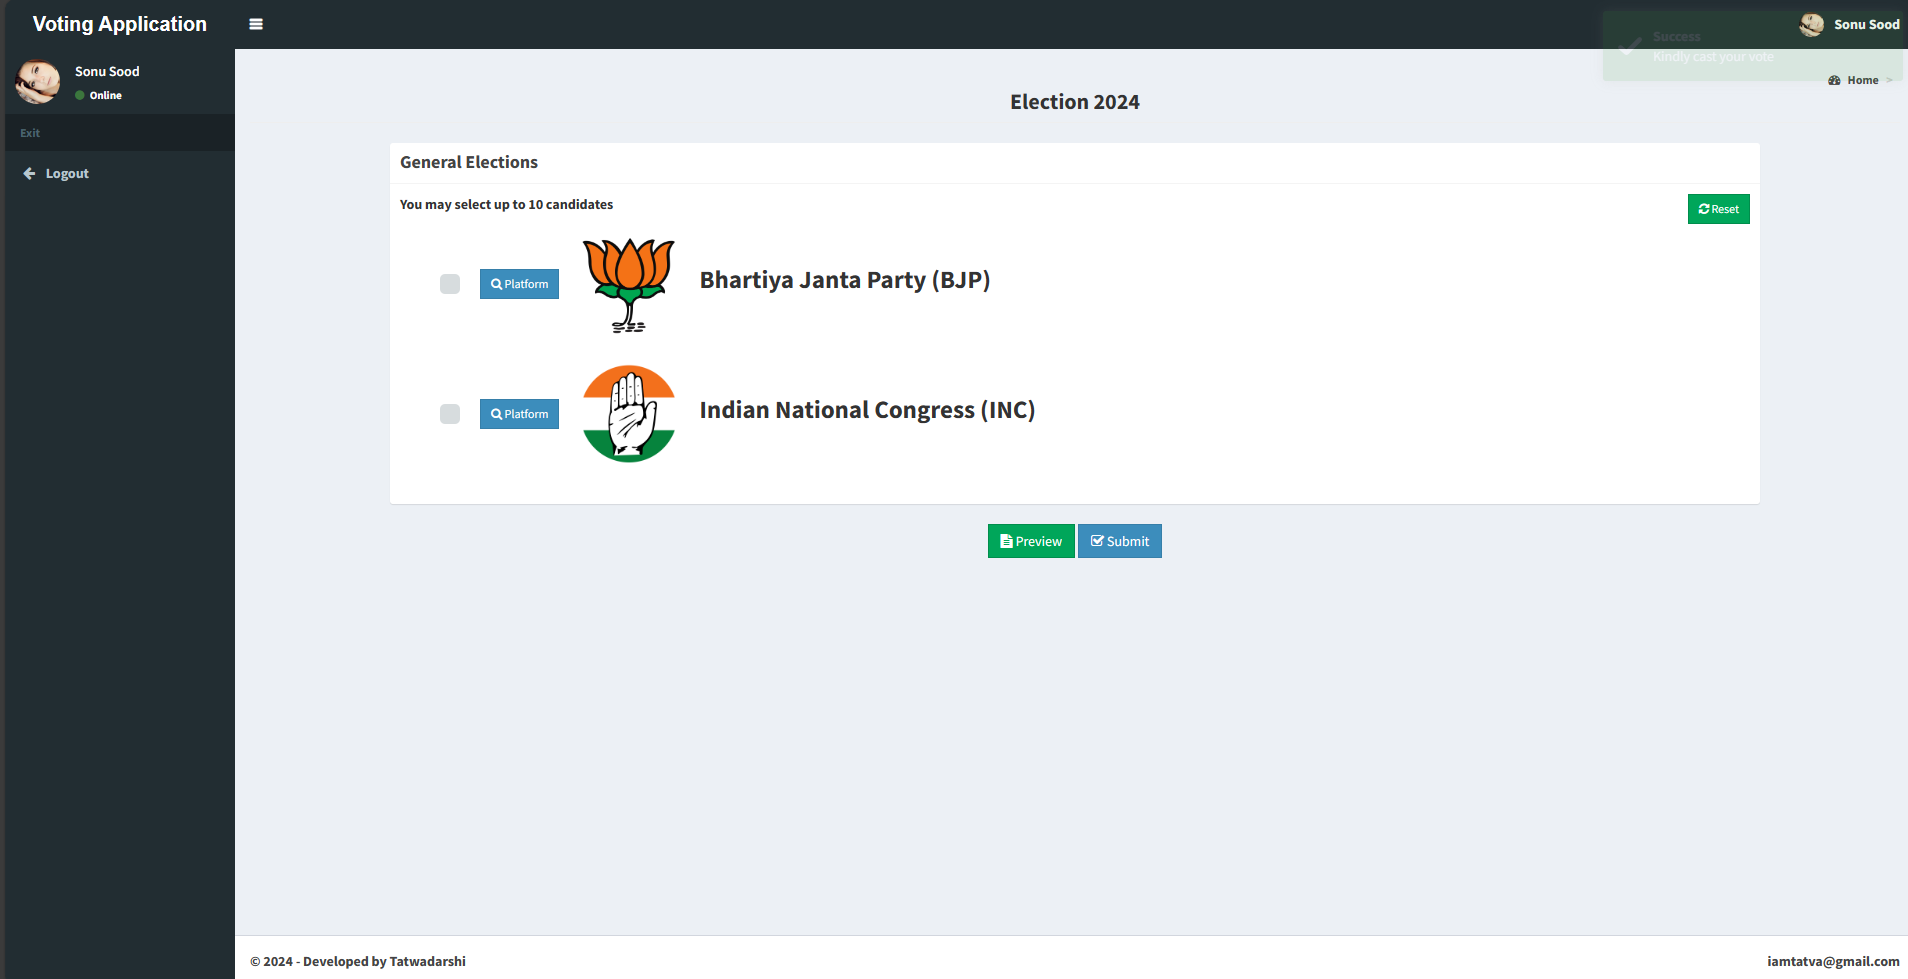 Voting Application
Sonu Sood
Success
Kindly cast your vote
Sonu Sood
Online
Home >
Election 2024
Exit
Logout
General Elections
You may select up to 10 candidates
Reset
Platform
Bhartiya Janta Party (BJP)
Platform
Indian National Congress (INC)
Preview
Submit
© 2024 - Developed by Tatwadarshi
iamtatva@gmail.com